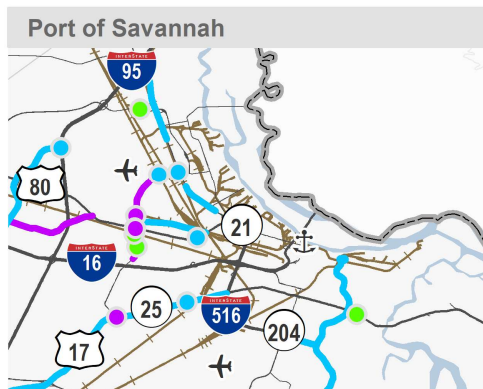 Port of Savannah
INTERSTATE
95
80
21
INTERSTATE
16
25
INTERSTATE
516
17
204